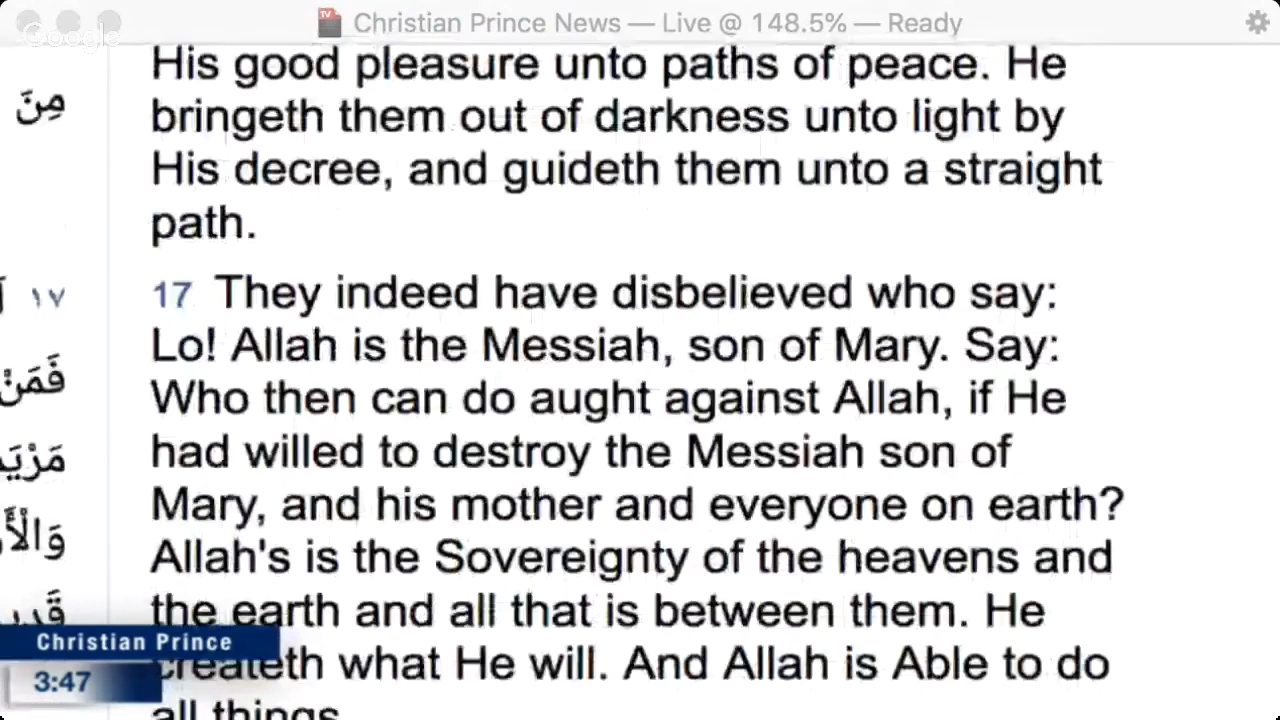 Christian Prince News — Live @ 148.5% — Ready
Google
His good pleasure unto paths of peace. He
bringeth them out of darkness unto light by
His decree, and guideth them unto a straight
path.
17 They indeed have disbelieved who say:
Lo! Allah is the Messiah, son of Mary. Say:
Who then can do aught against Allah, if He
had willed to destroy the Messiah son of
Mary, and his mother and everyone on earth?
Allah's is the Sovereignty of the heavens and
the earth and all that is between them. He
createth what He will. And Allah is Able to do
all things.
مِنَ
١٧
فَمَنْ
Christian Prince
3:47